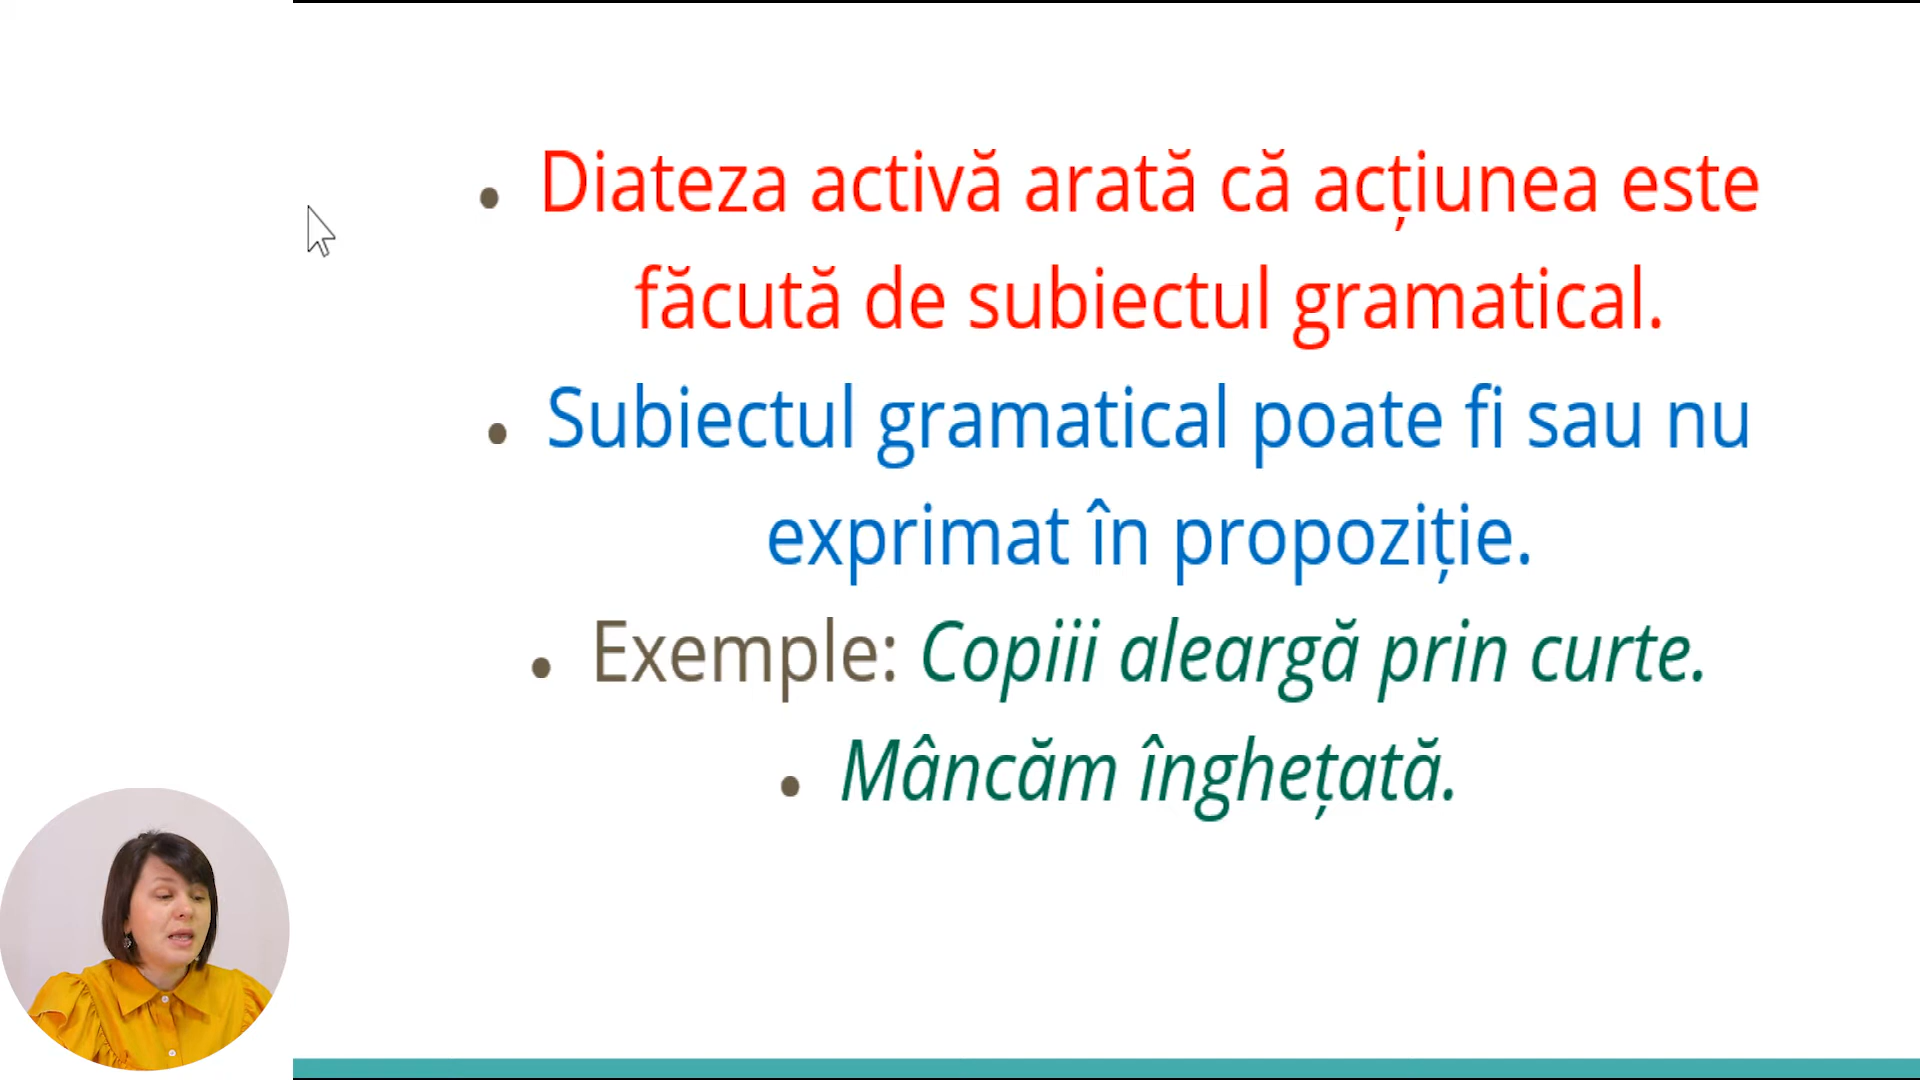 • Diateza activă arată că acțiunea este
făcută de subiectul gramatical.
• Subiectul gramatical poate fi sau nu
exprimat în propoziție.
• Exemple: Copiii aleargă prin curte.
• Mâncăm înghețată.